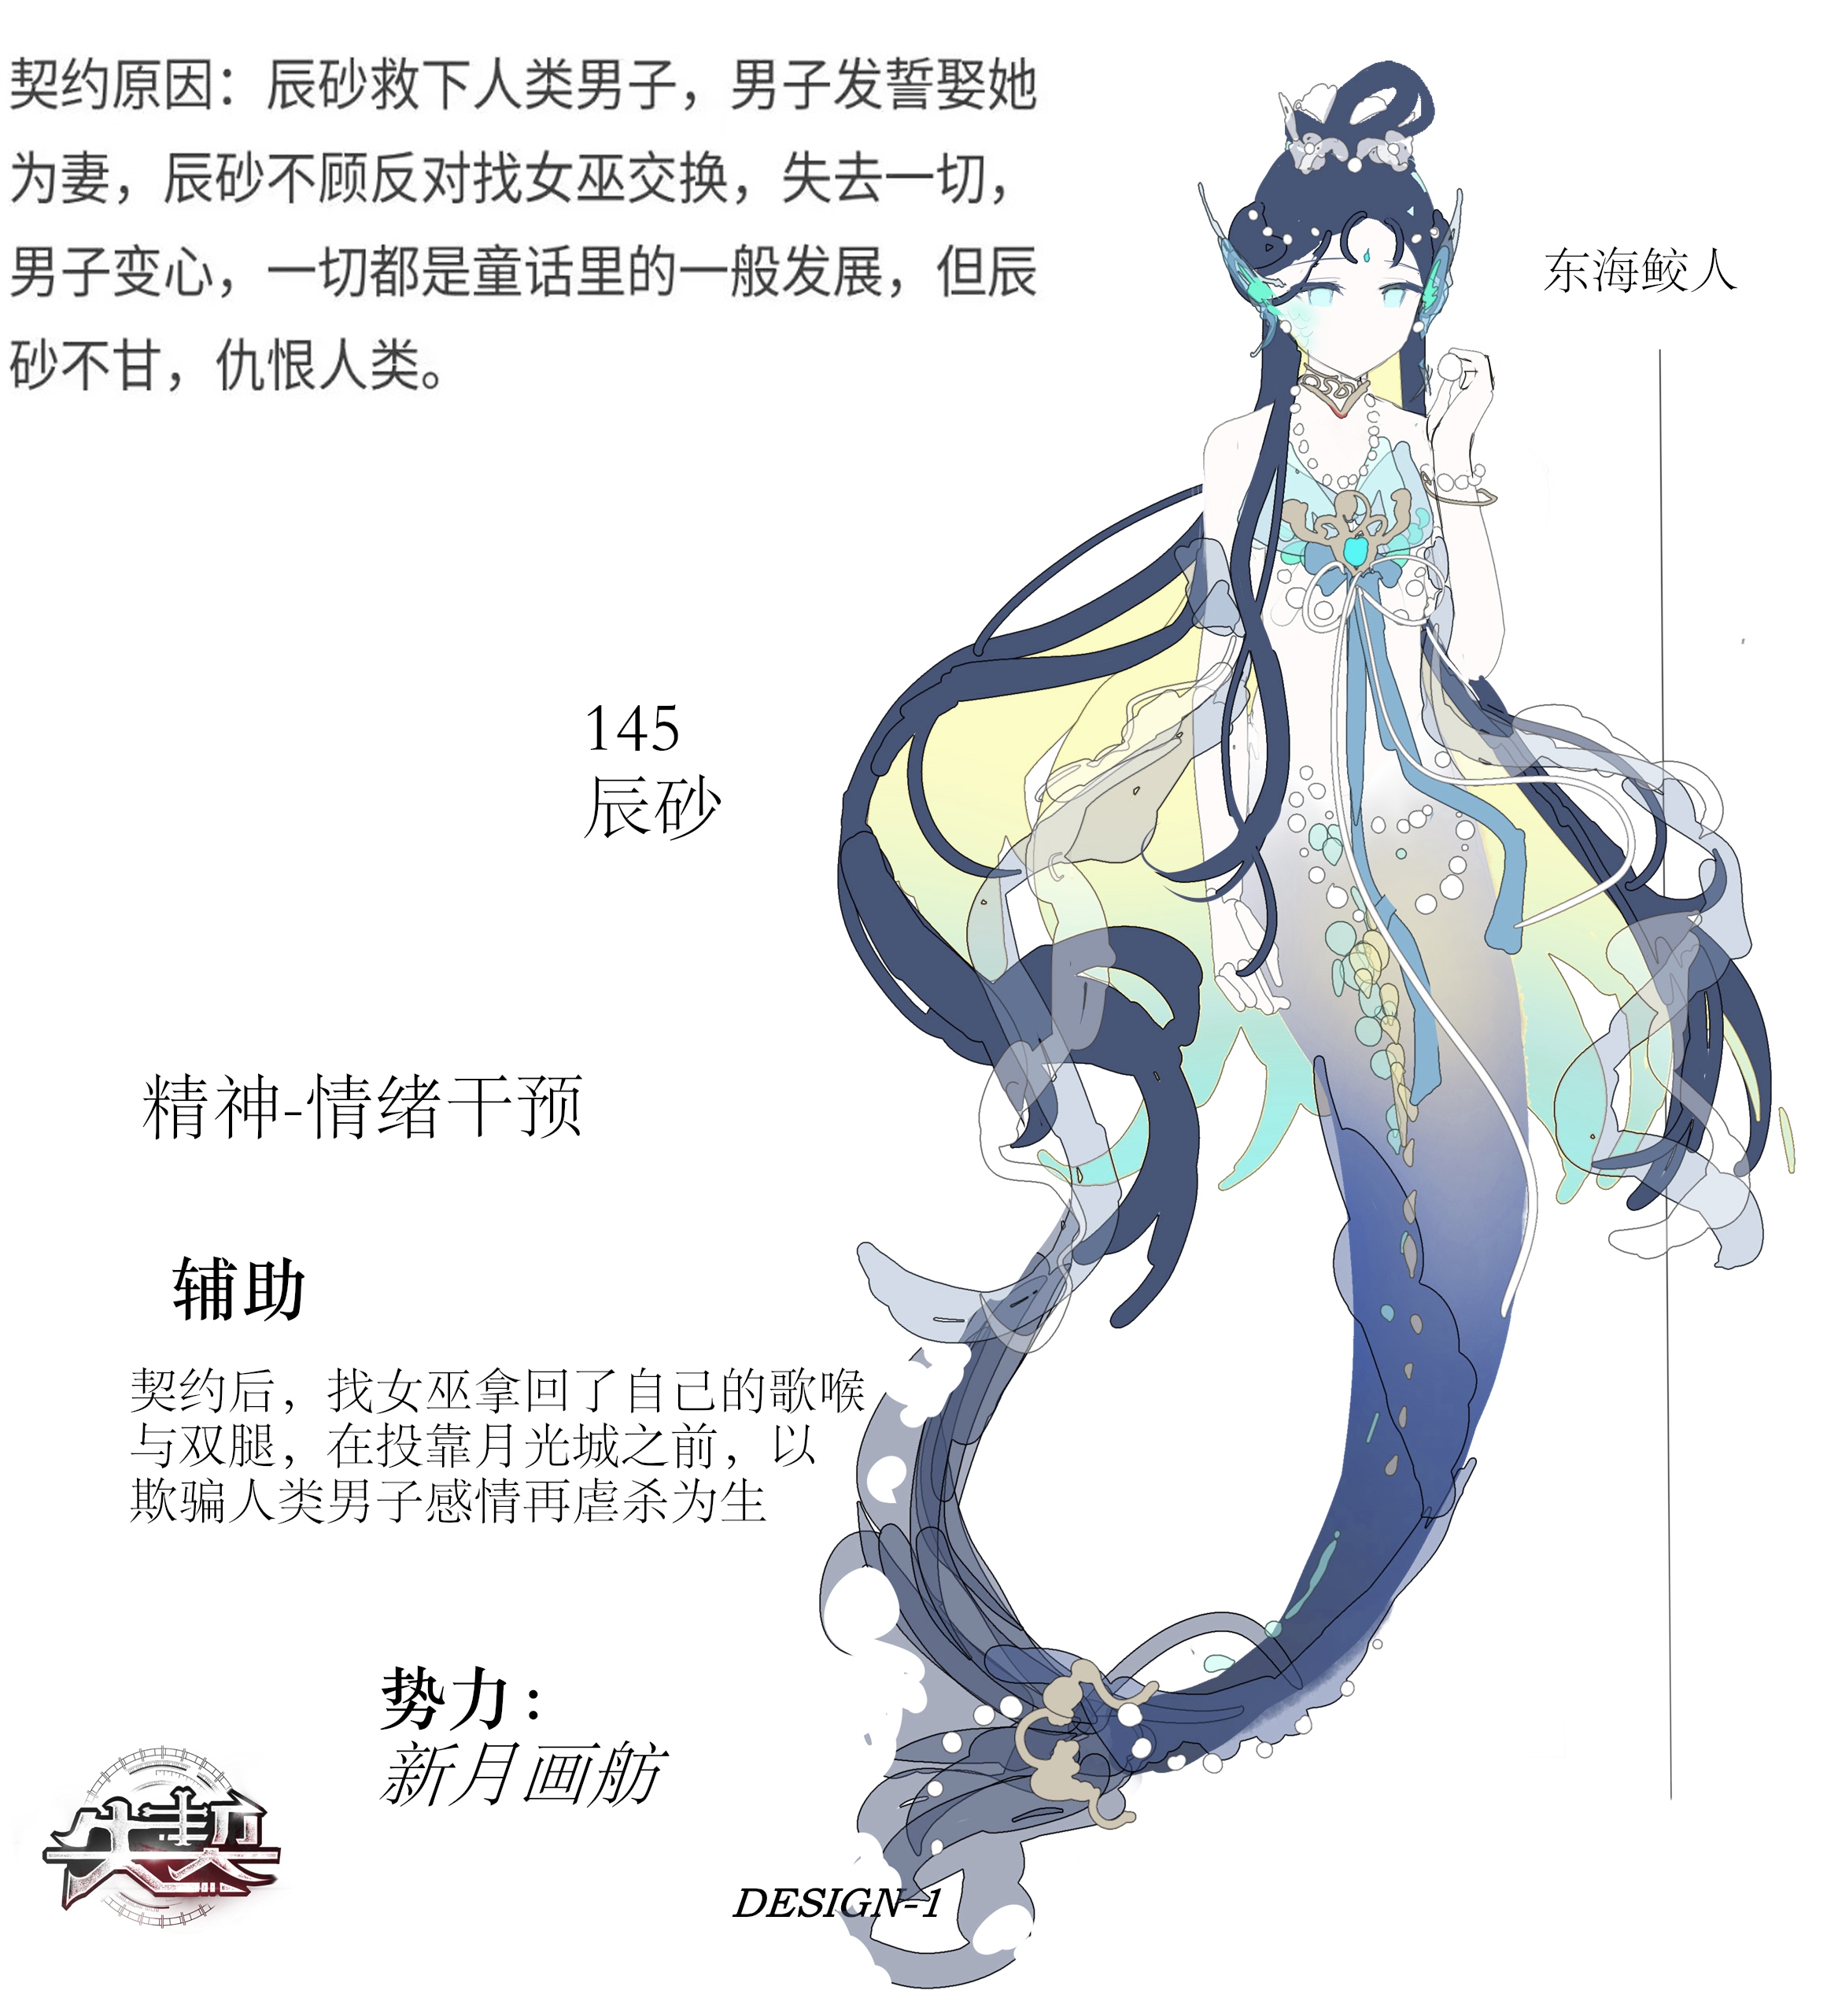 契约原因：辰砂救下人类男子，男子发誓娶她
为妻，辰砂不顾反对找女巫交换，失去一切，
男子变心，一切都是童话里的一般发展，但辰
砂不甘，仇恨人类。
东海鲛人
145
辰砂
精神-情绪干预
辅助
契约后，找女巫拿回了自己的歌喉
与双腿，在投靠月光城之前，以
欺骗人类男子感情再虐杀为生
势力：
新月画舫
失契
DESIGN-1